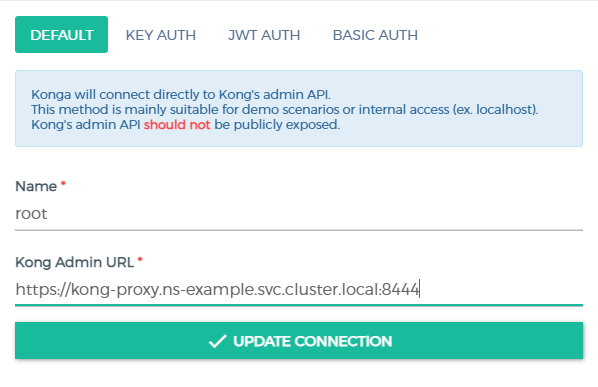 DEFAULT KEY AUTH JWT AUTH BASIC AUTH
Konga will connect directly to Kong's admin API.
This method is mainly suitable for demo scenarios or internal access (ex. localhost).
Kong's admin API should not be publicly exposed.
Name *
root
Kong Admin URL *
https://kong-proxy.ns-example.svc.cluster.local:8444
UPDATE CONNECTION